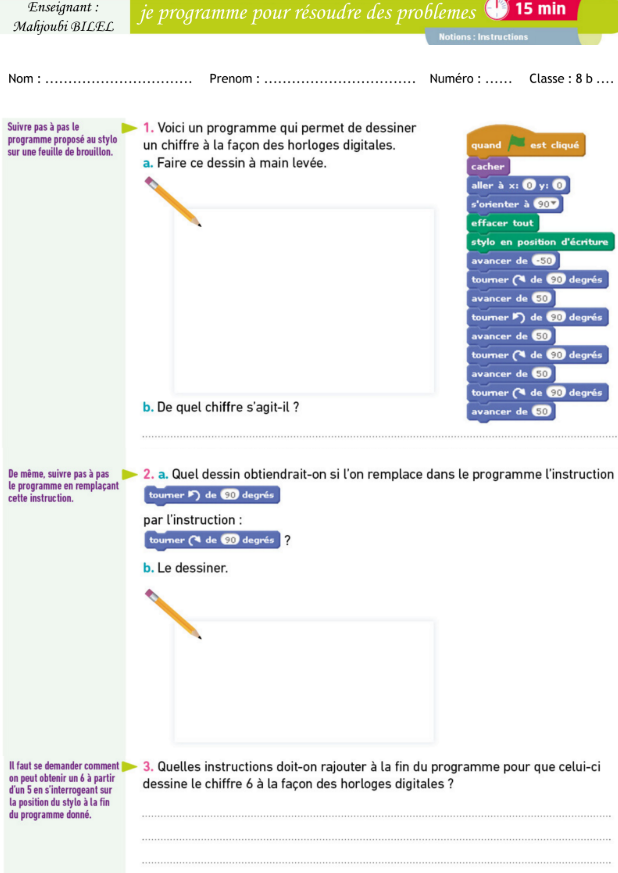 Enseignant :
Mahjoubi BILEL
je programme pour résoudre des problemes
15 min
Notions : Instructions
Nom : ................................ Prenom : ................................. Numéro : ...... Classe : 8 b ....
Suivre pas à pas le
programme proposé au stylo
sur une feuille de brouillon.
1. Voici un programme qui permet de dessiner
un chiffre à la façon des horloges digitales.
a. Faire ce dessin à main levée.
quand est cliqué
cacher
aller à x: 0 y: 0
s'orienter à 90
effacer tout
stylo en position d'écriture
avancer de -50
tourner de 90 degrés
avancer de 50
tourner de 90 degrés
avancer de 50
tourner de 90 degrés
avancer de 50
tourner de 90 degrés
avancer de 50
b. De quel chiffre s'agit-il ?
De même, suivre pas à pas
le programme en remplaçant
cette instruction.
2. a. Quel dessin obtiendrait-on si l'on remplace dans le programme l'instruction
tourner de 90 degrés
par l'instruction :
tourner de 90 degrés ?
b. Le dessiner.
Il faut se demander comment
on peut obtenir un 6 à partir
d'un 5 en s'interrogeant sur
la position du stylo à la fin
du programme donné.
3. Quelles instructions doit-on rajouter à la fin du programme pour que celui-ci
dessine le chiffre 6 à la façon des horloges digitales ?